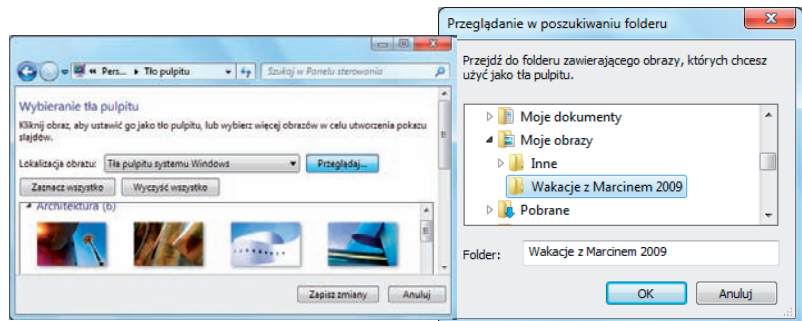 Pers... ▸ Tło pulpitu
Szukaj w Panelu sterowania
Wybieranie tła pulpitu
Kliknij obraz, aby ustawić go jako tło pulpitu, lub wybierz więcej obrazów w celu utworzenia pokazu
slajdów.
Lokalizacja obrazu: Tła pulpitu systemu Windows Przeglądaj...
Zaznacz wszystko Wyczyść wszystko
Architektura (6)
Zapisz zmiany Anuluj
Przeglądanie w poszukiwaniu folderu
Przejdź do folderu zawierającego obrazy, których chcesz
użyć jako tła pulpitu.
Moje dokumenty
Moje obrazy
Inne
Wakacje z Marcinem 2009
Pobrane
Folder: Wakacje z Marcinem 2009
OK Anuluj